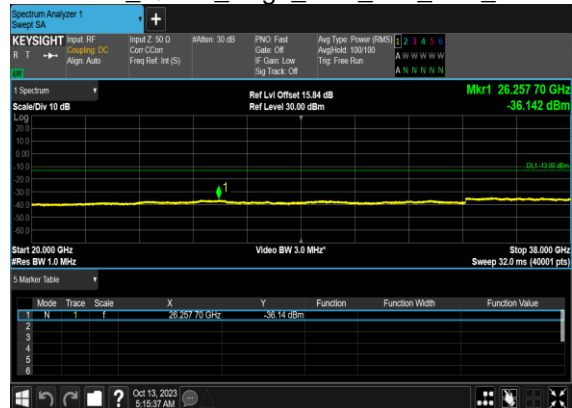 Spectrum Analyzer 1
Swept SA
+
KEYSIGHT Input: RF Input Z: 50 Ω #Atten: 30 dB PNO: Fast Avg Type: Power (RMS) 1 2 3 4 5 6
R T Coupling: DC Corr CCorr Gate: Off Avg|Hold: 100/100 A W W W W W
Align: Auto Freq Ref: Int (S) IF Gain: Low Trig: Free Run A N N N N N
Sig Track: Off
1 Spectrum Ref Lvl Offset 15.84 dB Mkr1 26.257 70 GHz
Scale/Div 10 dB Ref Level 30.00 dBm -36.142 dBm
Log
20.0
10.0
0.00
-10.0 DL1 -13.00 dBm
-20.0
-30.0 1
-40.0
-50.0
-60.0
Start 20.000 GHz Video BW 3.0 MHz* Stop 38.000 GHz
#Res BW 1.0 MHz Sweep 32.0 ms (40001 pts)
5 Marker Table
Mode Trace Scale X Y Function Function Width Function Value
1 N 1 f 26.257 70 GHz -36.14 dBm
2
3
4
5
6
? Oct 13, 2023
5:15:37 AM